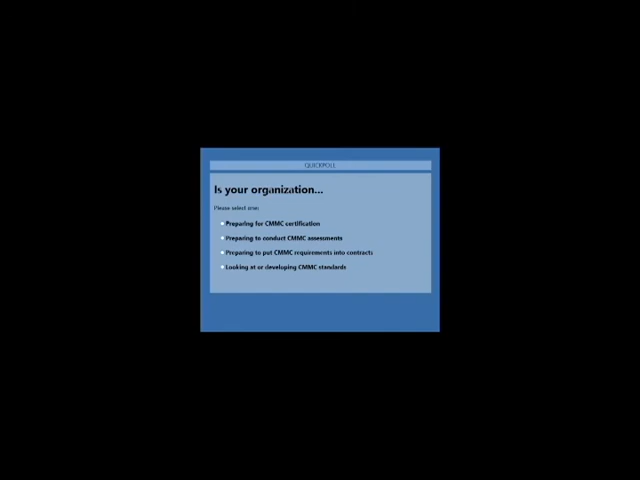 QUICKPOLL
Is your organization...
Please select one:
Preparing for CMMC certification
Preparing to conduct CMMC assessments
Preparing to put CMMC requirements into contracts
Looking at or developing CMMC standards